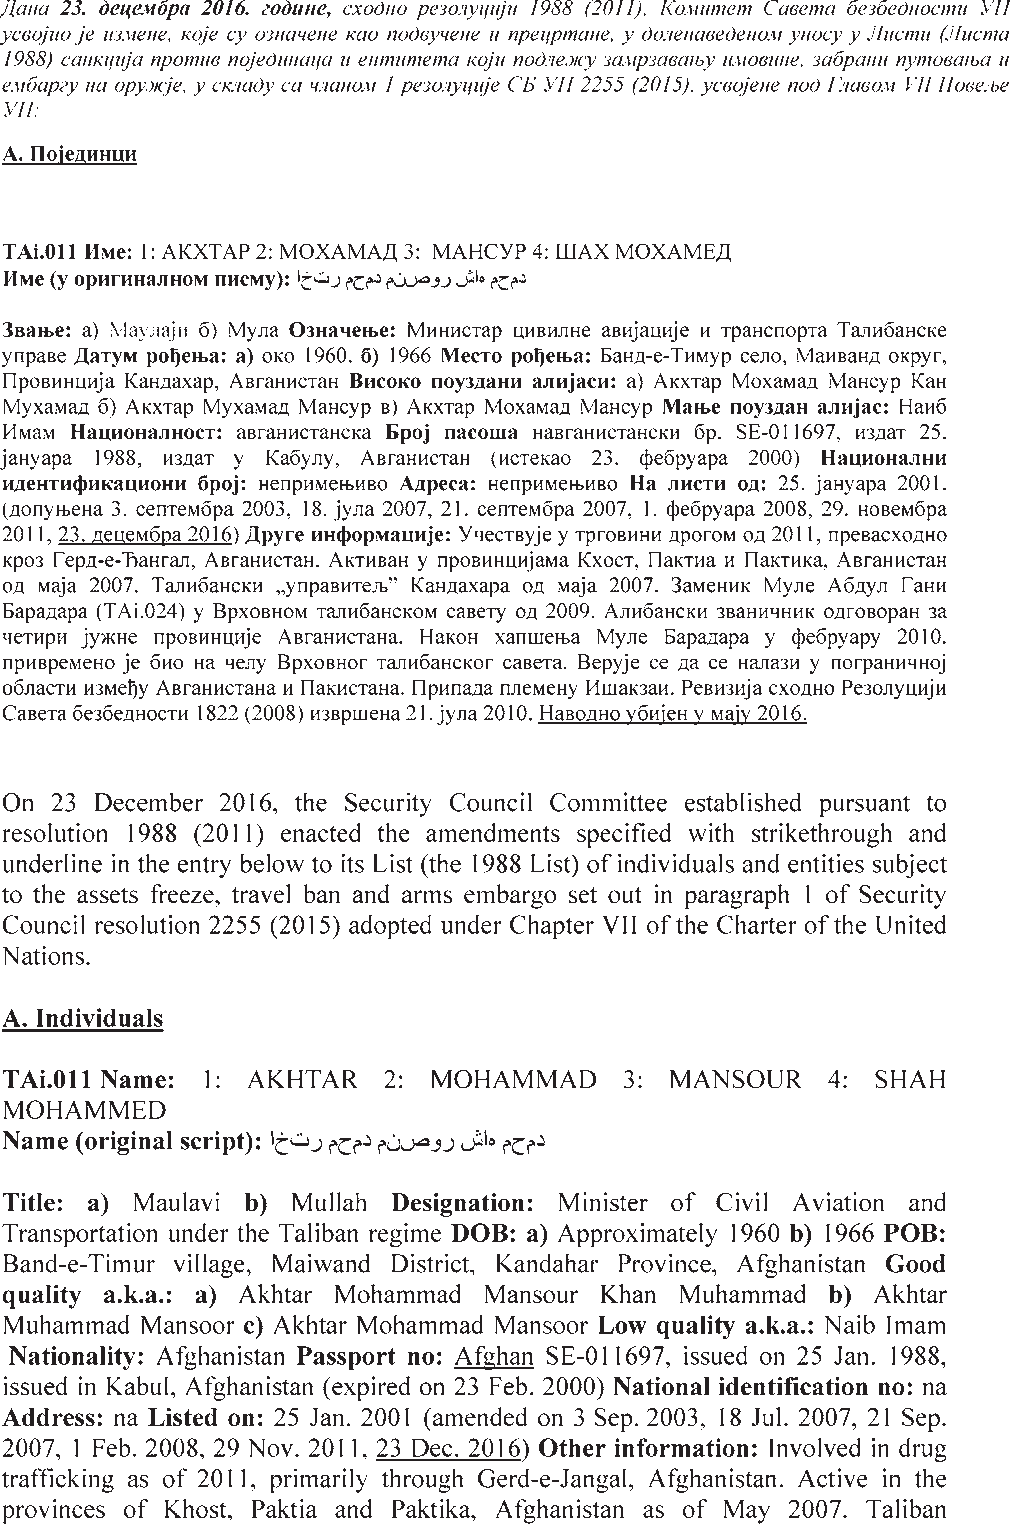 Дана 23. децембра 2016. године, сходно резолуцији 1988 (2011), Комитет Савета безбедности УН
усвојио је измене, које су означене као подвучене и прецртане, у доленаведеном уносу у Листи (Листа
1988) санкција против појединаца и ентитета који подлежу замрзавању имовине, забрани путовања и
ембаргу на оружје, у складу са чланом 1 резолуције СБ УН 2255 (2015), усвојене под Главом VII Повеље
УН:
А. Појединци
TAi.011 Име: 1: АКХТАР 2: МОХАМАД 3: МАНСУР 4: ШАХ МОХАМЕД
Име (у оригиналном писму): اختر محمد منصور شاه محمد
Звање: а) Маулаји б) Мула Означење: Министар цивилне авијације и транспорта Талибанске
управе Датум рођења: а) око 1960. б) 1966 Место рођења: Банд-е-Тимур село, Маиванд округ,
Провинција Кандахар, Авганистан Високо поуздани алијаси: а) Акхтар Мохамад Мансур Кан
Мухамад б) Акхтар Мухамад Мансур в) Акхтар Мохамад Мансур Мање поуздан алијас: Наиб
Имам Националност: авганистанска Број пасоша навганистански бр. SE-011697, издат 25.
јануара 1988, издат у Кабулу, Авганистан (истекао 23. фебруара 2000) Национални
идентификациони број: непримењиво Адреса: непримењиво На листи од: 25. јануара 2001.
(допуњена 3. септембра 2003, 18. јула 2007, 21. септембра 2007, 1. фебруара 2008, 29. новембра
2011, 23. децембра 2016) Друге информације: Учествује у трговини дрогом од 2011, превасходно
кроз Герд-е-Ђангал, Авганистан. Активан у провинцијама Кхост, Пактиа и Пактика, Авганистан
од маја 2007. Талибански „управитељ” Кандахара од маја 2007. Заменик Муле Абдул Гани
Барадара (TAi.024) у Врховном талибанском савету од 2009. Алибански званичник одговоран за
четири јужне провинције Авганистана. Након хапшења Муле Барадара у фебруару 2010.
привремено је био на челу Врховног талибанског савета. Верује се да се налази у пограничној
области између Авганистана и Пакистана. Припада племену Ишакзаи. Ревизија сходно Резолуцији
Савета безбедности 1822 (2008) извршена 21. јула 2010. Наводно убијен у мају 2016.
On 23 December 2016, the Security Council Committee established pursuant to
resolution 1988 (2011) enacted the amendments specified with strikethrough and
underline in the entry below to its List (the 1988 List) of individuals and entities subject
to the assets freeze, travel ban and arms embargo set out in paragraph 1 of Security
Council resolution 2255 (2015) adopted under Chapter VII of the Charter of the United
Nations.
A. Individuals
TAi.011 Name: 1: AKHTAR 2: MOHAMMAD 3: MANSOUR 4: SHAH
MOHAMMED
Name (original script): اختر محمد منصور شاه محمد
Title: a) Maulavi b) Mullah Designation: Minister of Civil Aviation and
Transportation under the Taliban regime DOB: a) Approximately 1960 b) 1966 POB:
Band-e-Timur village, Maiwand District, Kandahar Province, Afghanistan Good
quality a.k.a.: a) Akhtar Mohammad Mansour Khan Muhammad b) Akhtar
Muhammad Mansoor c) Akhtar Mohammad Mansoor Low quality a.k.a.: Naib Imam
Nationality: Afghanistan Passport no: Afghan SE-011697, issued on 25 Jan. 1988,
issued in Kabul, Afghanistan (expired on 23 Feb. 2000) National identification no: na
Address: na Listed on: 25 Jan. 2001 (amended on 3 Sep. 2003, 18 Jul. 2007, 21 Sep.
2007, 1 Feb. 2008, 29 Nov. 2011, 23 Dec. 2016) Other information: Involved in drug
trafficking as of 2011, primarily through Gerd-e-Jangal, Afghanistan. Active in the
provinces of Khost, Paktia and Paktika, Afghanistan as of May 2007. Taliban